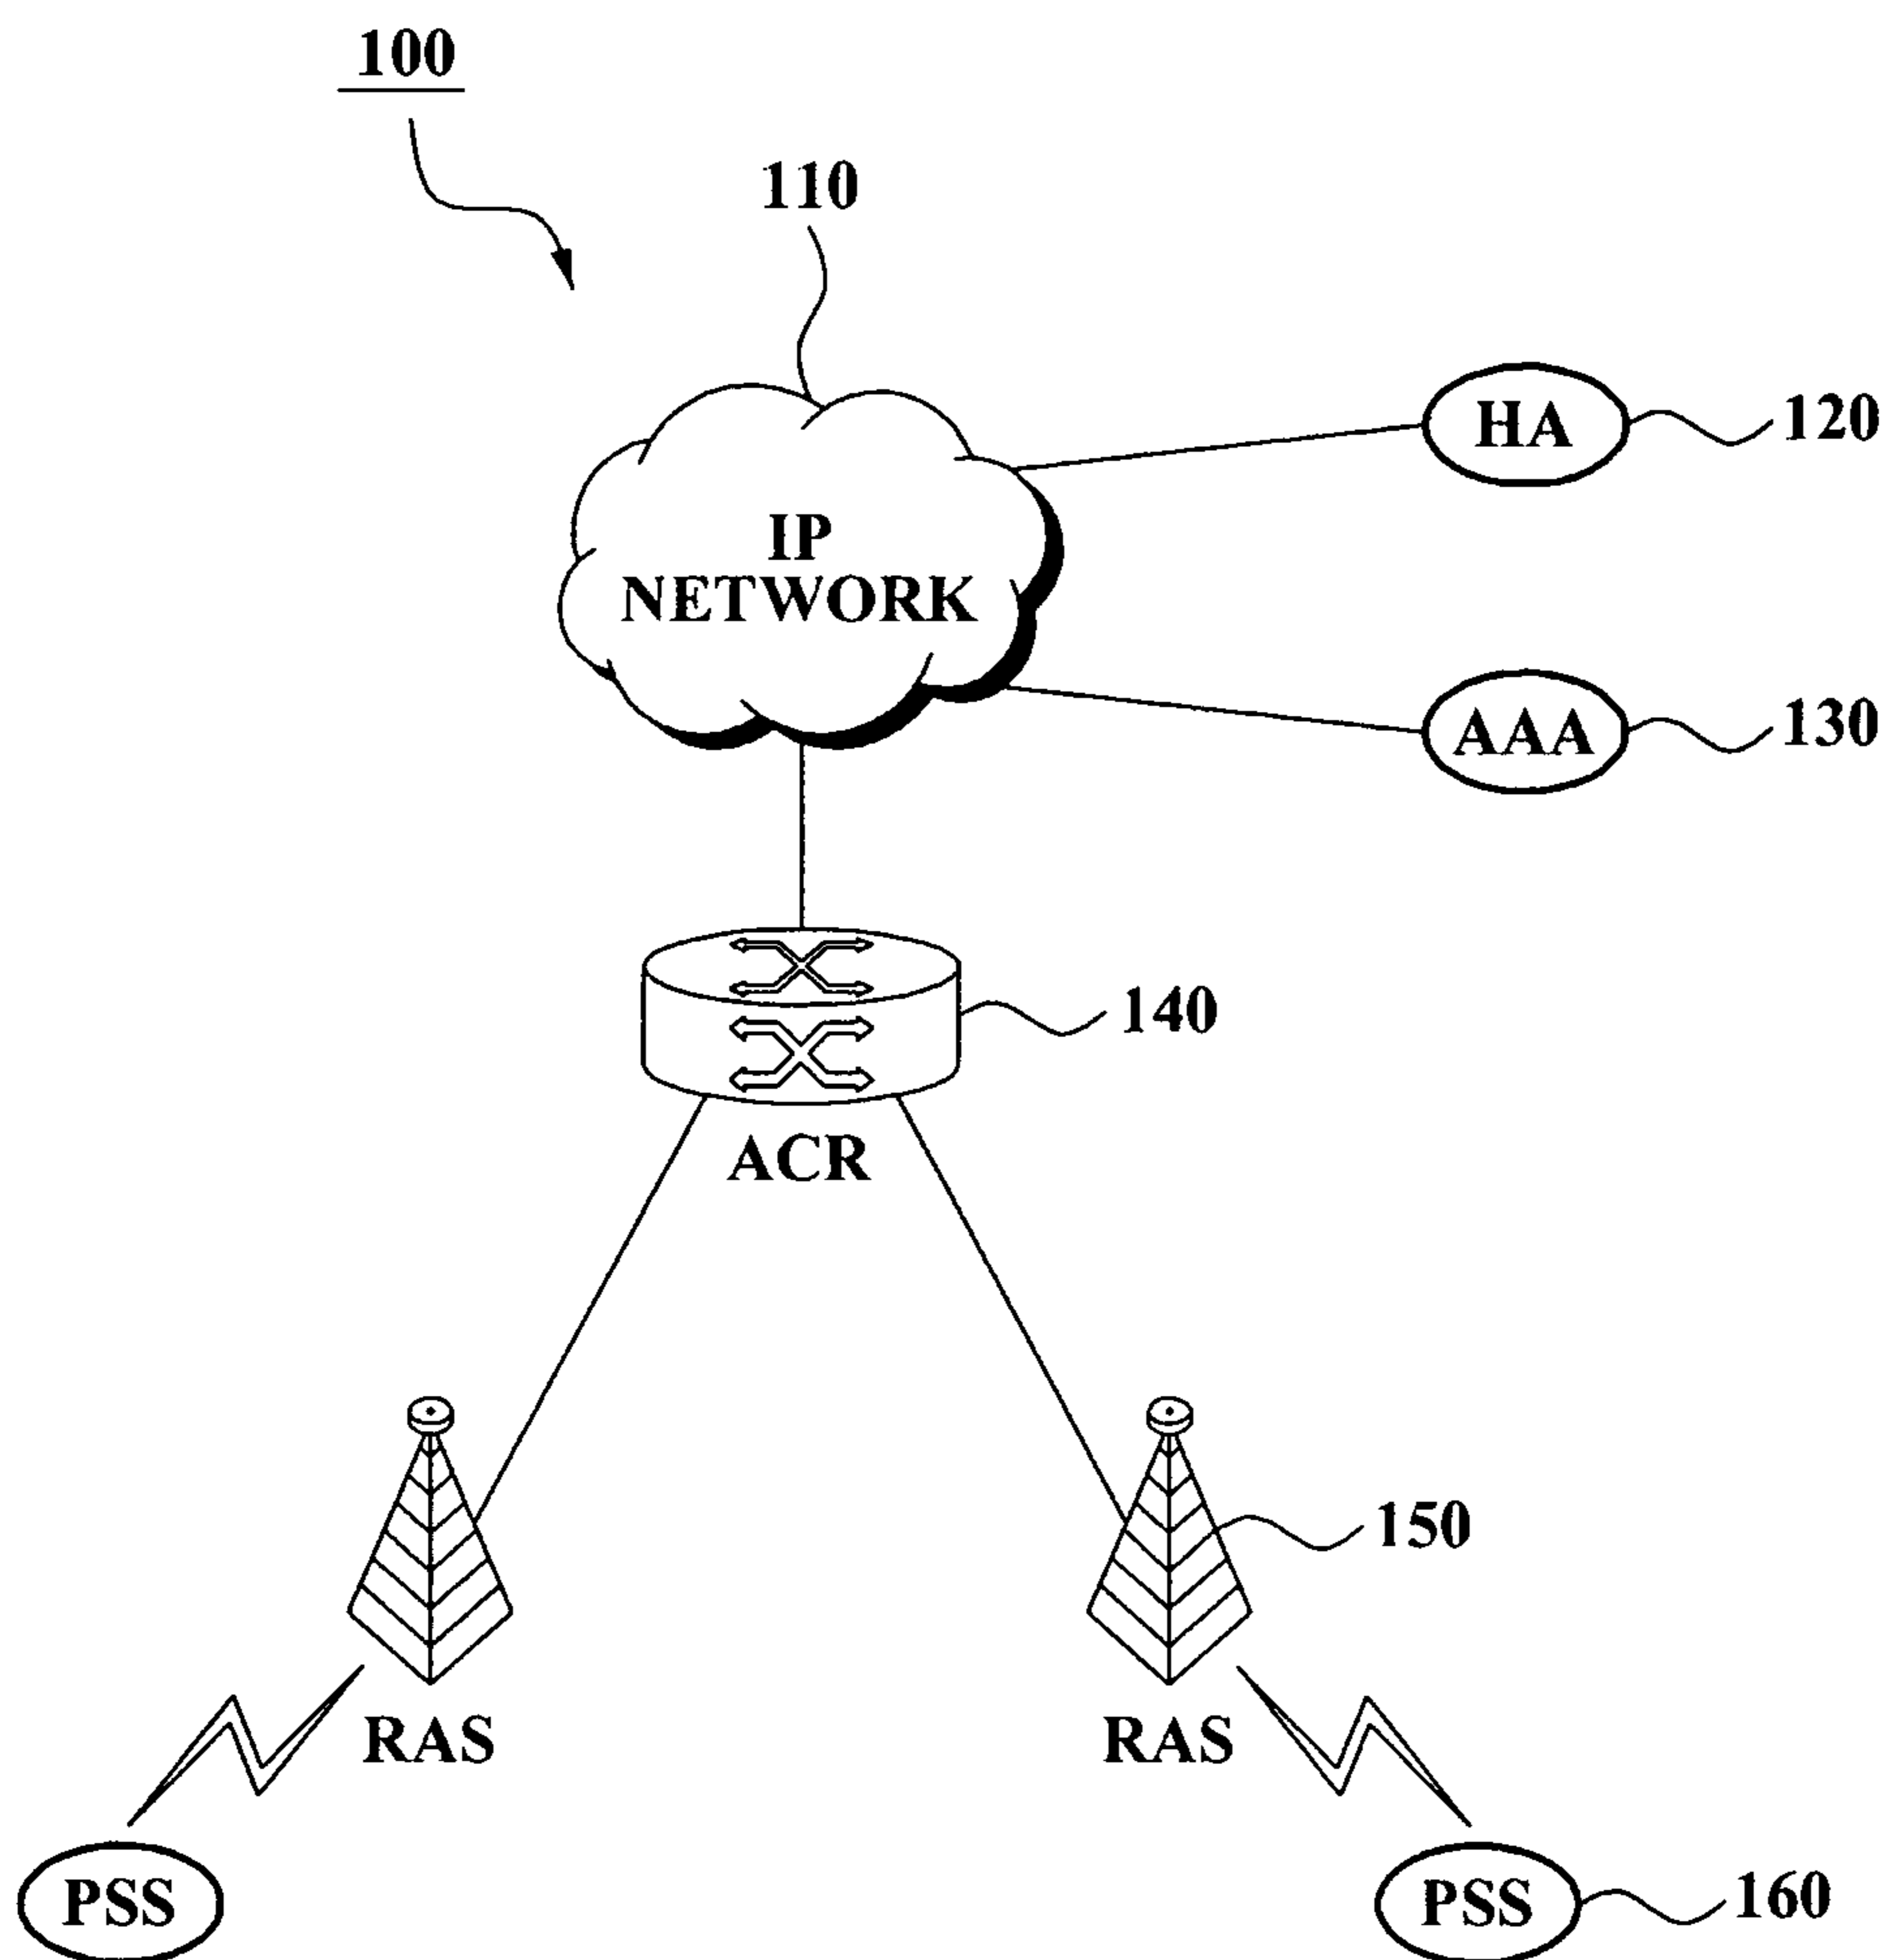 100
110
HA
120
IP
NETWORK
AAA
130
140
ACR
150
RAS
RAS
PSS
PSS
160